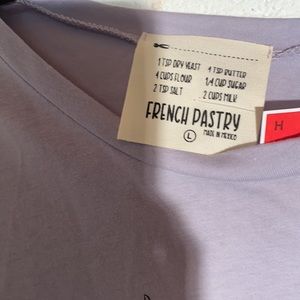 1 TSP DRY YEAST 4 TSP BUTTER
4 CUPS FLOUR 1/4 CUP SUGAR
2 TSP SALT 2 CUPS MILK
FRENCH PASTRY
L MADE IN MEXICO
H